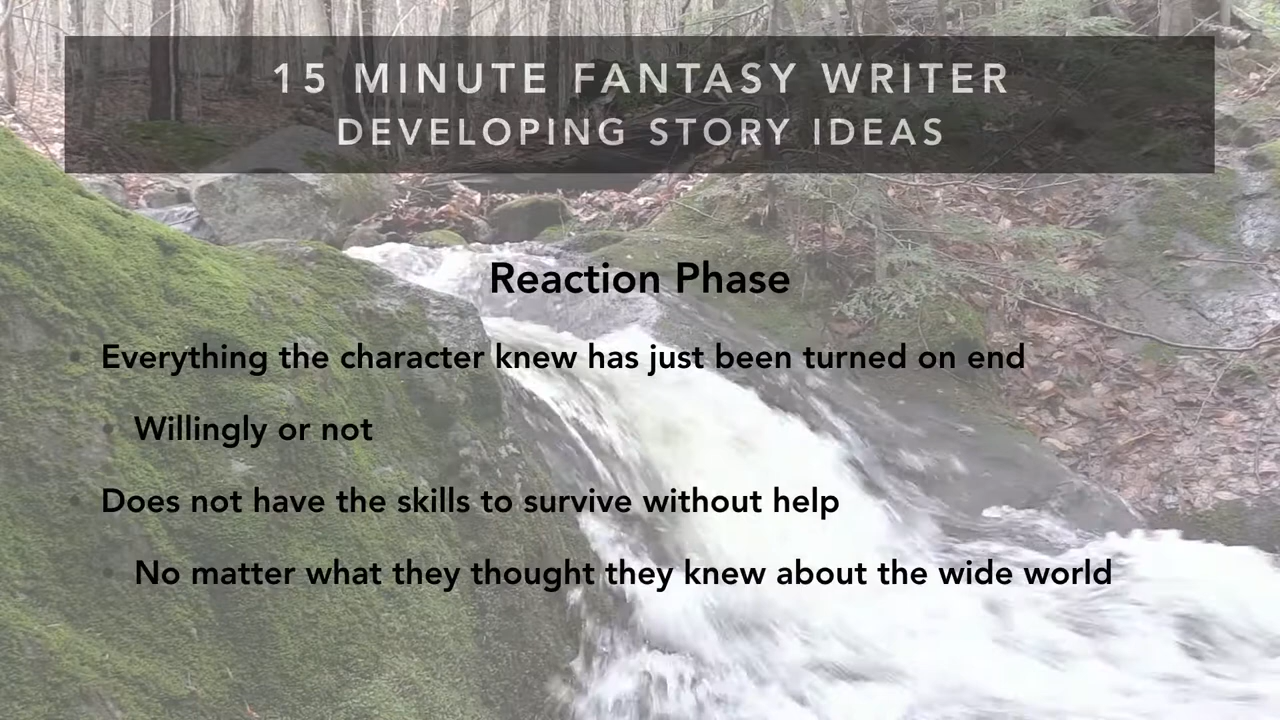 15 MINUTE FANTASY WRITER
DEVELOPING STORY IDEAS
Reaction Phase
Everything the character knew has just been turned on end
Willingly or not
Does not have the skills to survive without help
No matter what they thought they knew about the wide world